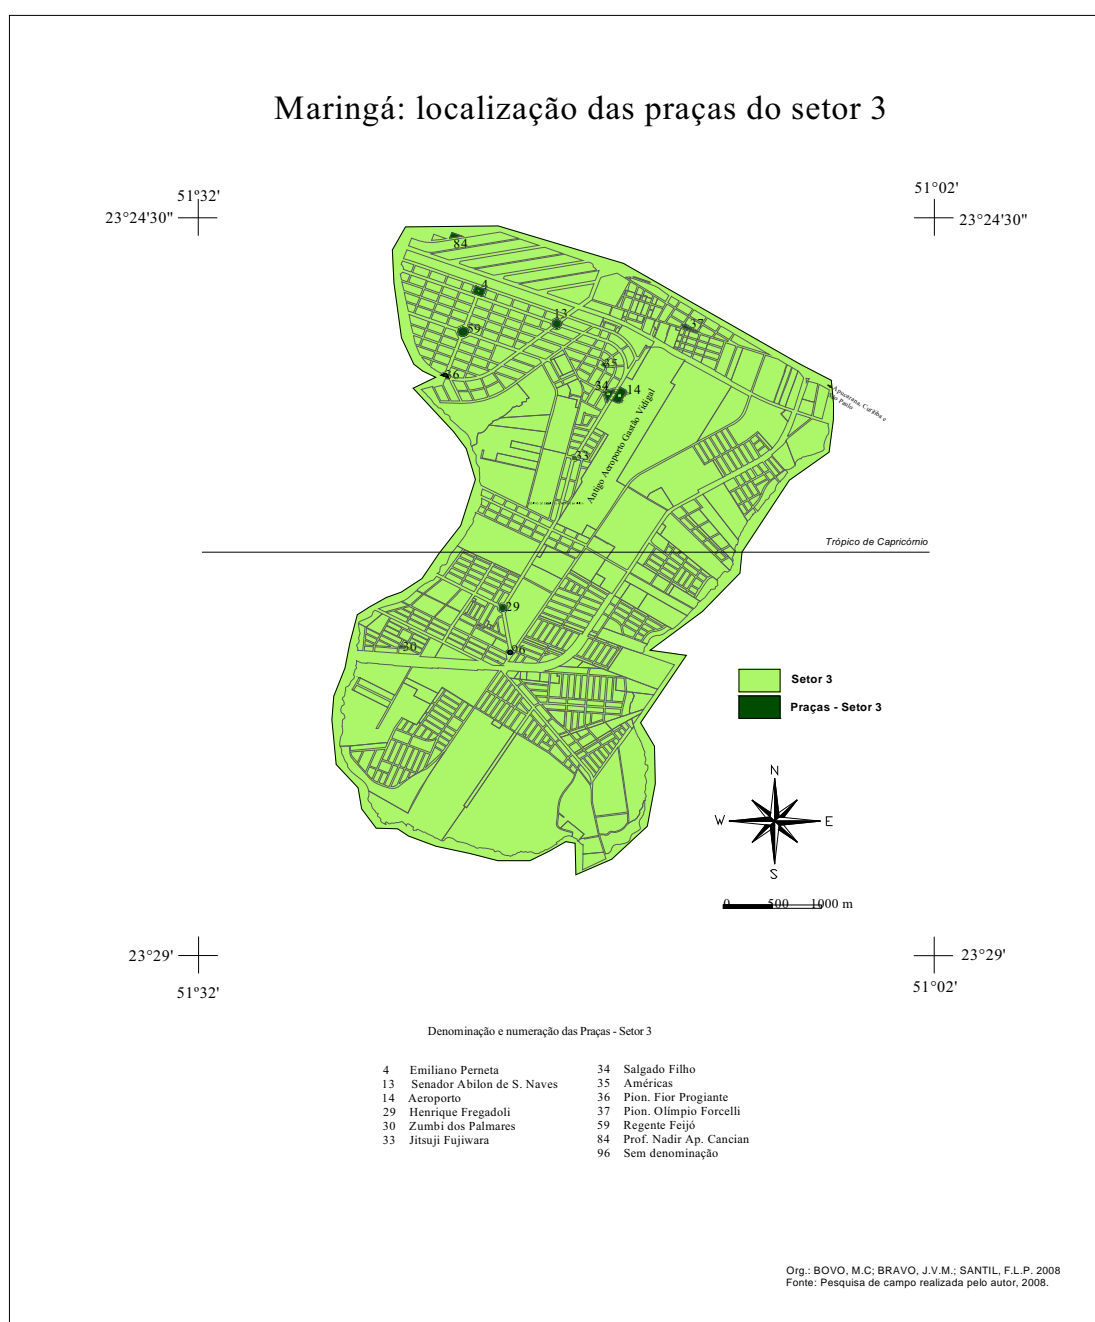 Maringá: localização das praças do setor 3
51º32'
51°02'
23°24'30"
23°24'30"
84
4
13
37
59
35
36
34
14
Apucarana, Curitiba e
São Paulo
Antigo Aeroporto Gastão Vidigal
33
Trópico de Capricórnio
29
30
96
Setor 3
Praças - Setor 3
N
W
E
S
0 500 1000 m
23°29'
23°29'
51º32'
51°02'
Denominação e numeração das Praças - Setor 3
4 Emiliano Perneta
13 Senador Abilon de S. Naves
14 Aeroporto
29 Henrique Fregadoli
30 Zumbi dos Palmares
33 Jitsuji Fujiwara
34 Salgado Filho
35 Américas
36 Pion. Fior Progiante
37 Pion. Olímpio Forcelli
59 Regente Feijó
84 Prof. Nadir Ap. Cancian
96 Sem denominação
Org.: BOVO, M.C; BRAVO, J.V.M.; SANTIL, F.L.P. 2008
Fonte: Pesquisa de campo realizada pelo autor, 2008.